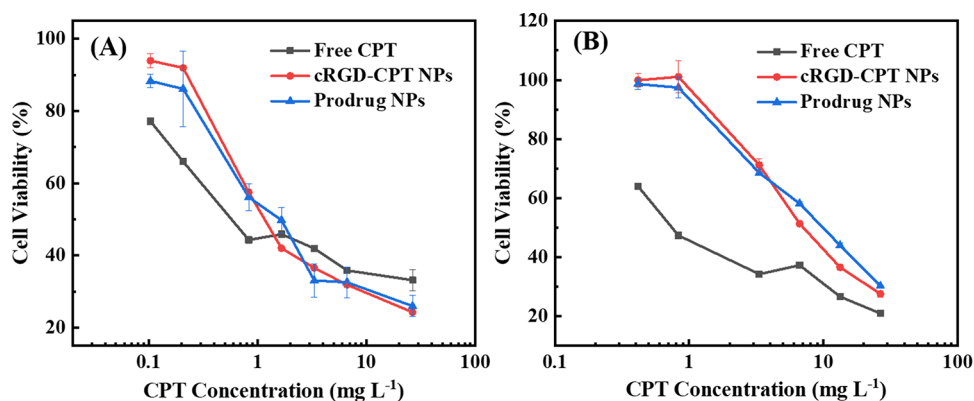 (A)
Free CPT
cRGD-CPT NPs
Prodrug NPs
100
80
60
40
20
Cell Viability (%)
0.1
1
10
100
CPT Concentration (mg L⁻¹)
(B)
Free CPT
cRGD-CPT NPs
Prodrug NPs
120
100
80
60
40
20
Cell Viability (%)
0.1
1
10
100
CPT Concentration (mg L⁻¹)